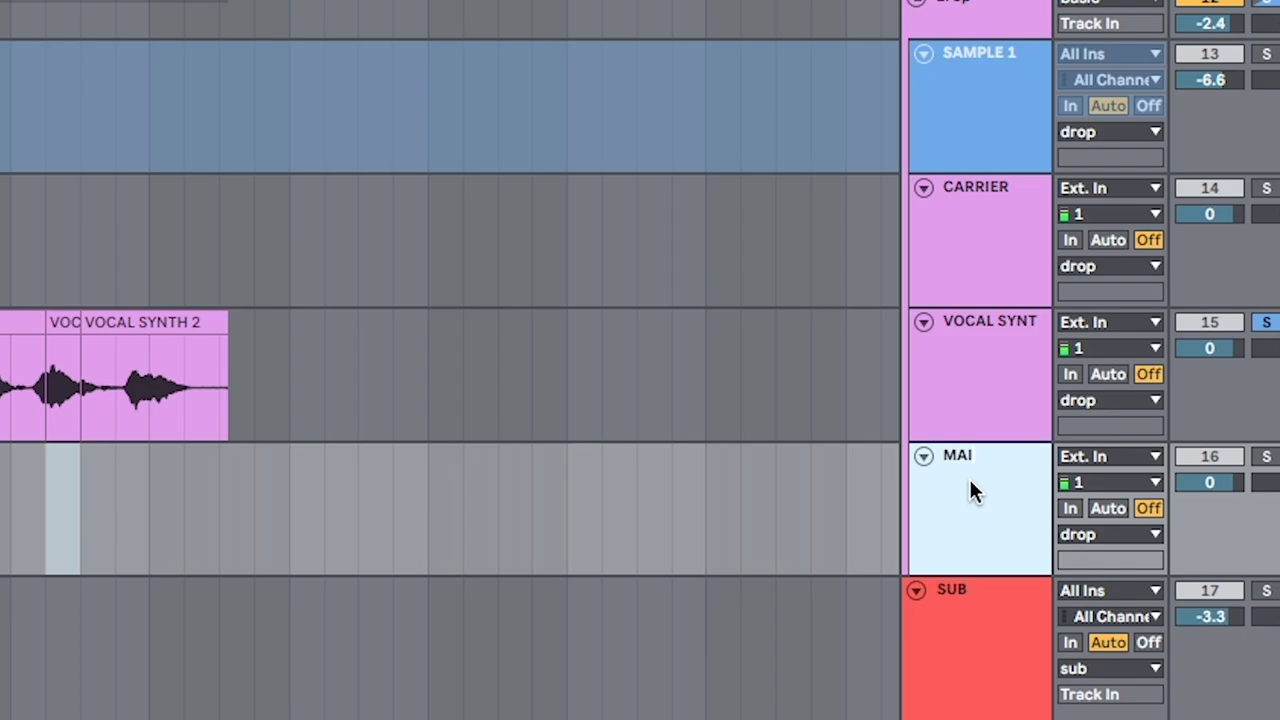 Track In -2.4
SAMPLE 1 All Ins 13 S
All Channe -6.6
In Auto Off
drop
CARRIER Ext. In 14 S
1 0
In Auto Off
drop
VOC VOCAL SYNTH 2 VOCAL SYNT Ext. In 15 S
1 0
In Auto Off
drop
MAI Ext. In 16 S
1 0
In Auto Off
drop
SUB All Ins 17 S
All Channe -3.3
In Auto Off
sub
Track In